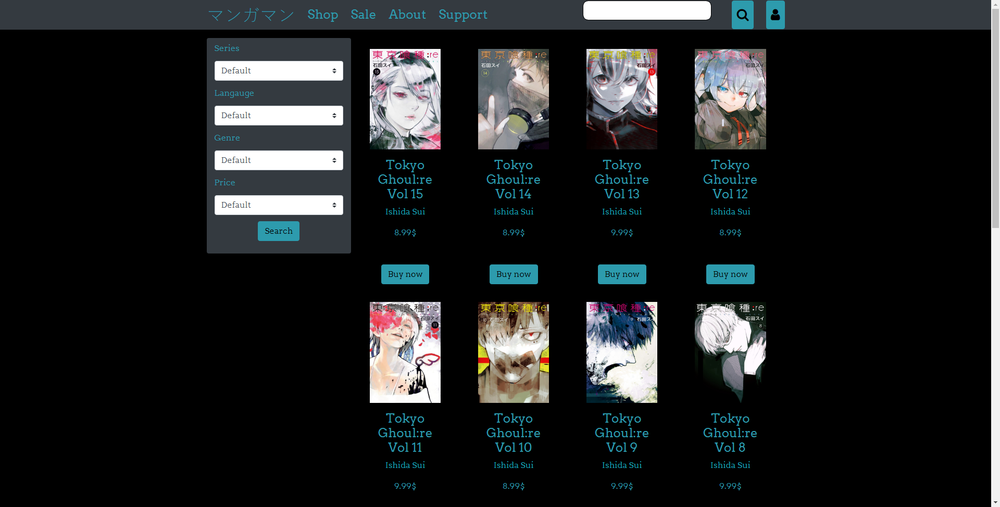 マンガマン Shop Sale About Support
Series
Default
Langauge
Default
Genre
Default
Price
Default
Search
東京喰種:re
石田スイ
15
Tokyo
Ghoul:re
Vol 15
Ishida Sui
8.99$
Buy now
東京喰種:re
石田スイ
14
Tokyo
Ghoul:re
Vol 14
Ishida Sui
8.99$
Buy now
東京喰種:re
石田スイ
13
Tokyo
Ghoul:re
Vol 13
Ishida Sui
9.99$
Buy now
東京喰種:re
石田スイ
Tokyo
Ghoul:re
Vol 12
Ishida Sui
8.99$
Buy now
東京喰種:re
石田スイ
11
Tokyo
Ghoul:re
Vol 11
Ishida Sui
9.99$
東京喰種:re
10 石田スイ
Tokyo
Ghoul:re
Vol 10
Ishida Sui
8.99$
東京喰種:re
9 石田スイ
Tokyo
Ghoul:re
Vol 9
Ishida Sui
9.99$
東京喰種:re
石田スイ
8
Tokyo
Ghoul:re
Vol 8
Ishida Sui
9.99$